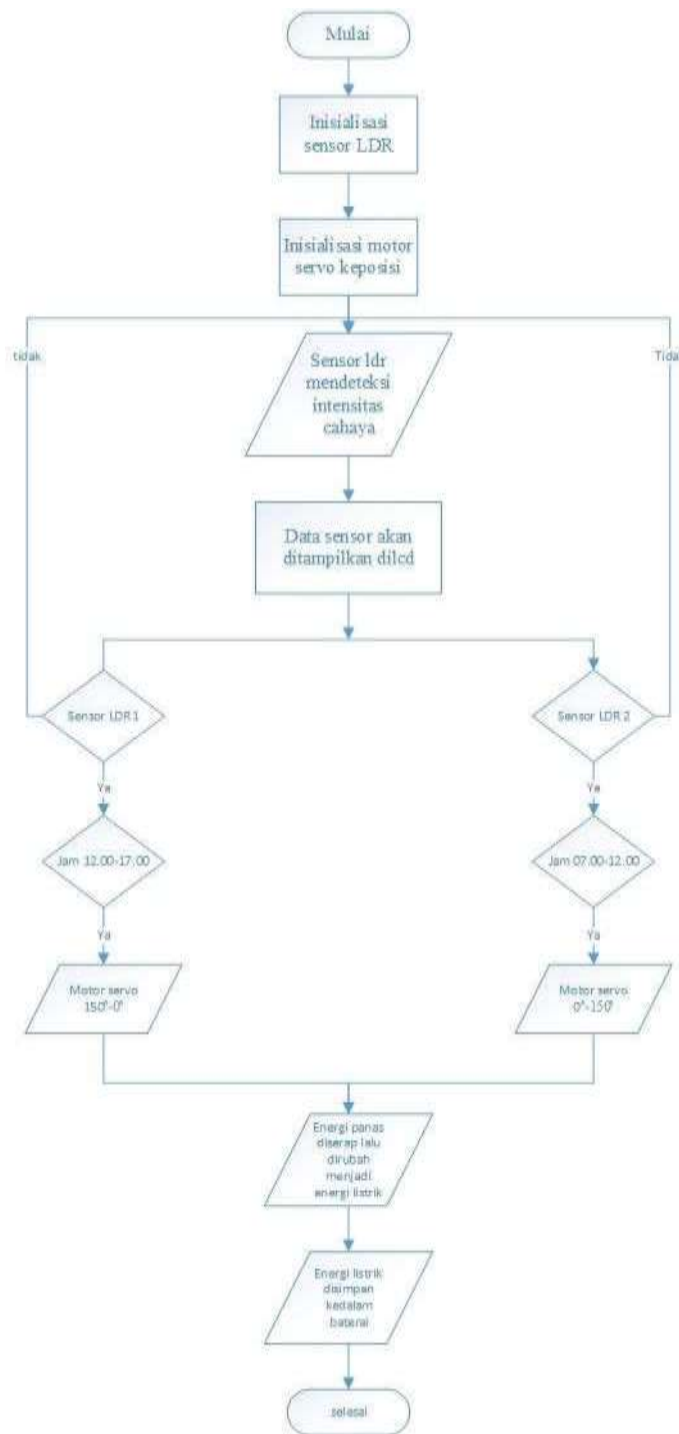 Mulai
Inisialisasi
sensor LDR
Inisialisasi motor
servo keposisi
tidak
Tida
Sensor ldr
mendeteksi
intensitas
cahaya
Data sensor akan
ditampilkan dilcd
Sensor LDR 1
Sensor LDR 2
Ya
Ya
Jam 12.00-17.00
Jam 07.00-12.00
Ya
Ya
Motor servo
150°-0°
Motor servo
0°-150°
Energi panas
diserap lalu
dirubah
menjadi
energi listrik
Energi listrik
disimpan
kedalam
baterai
selesai